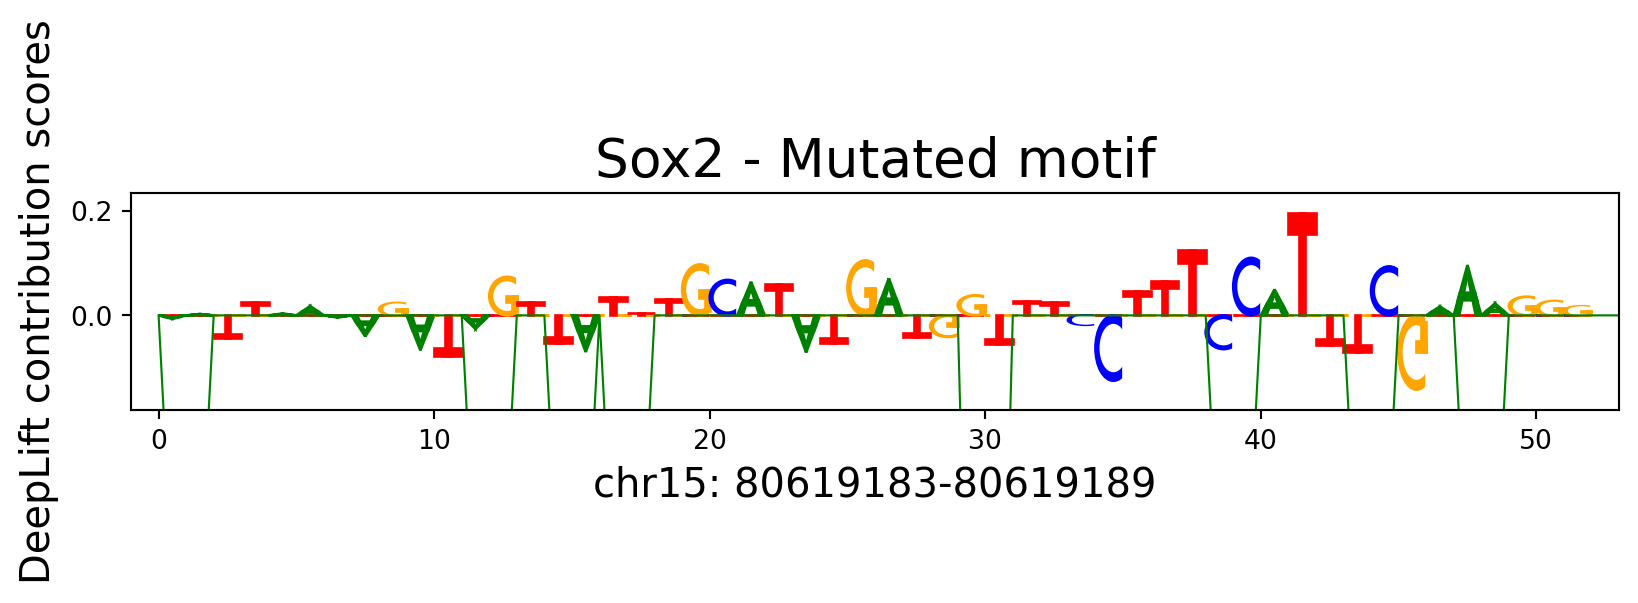 Sox2 - Mutated motif
DeepLift contribution scores
0.2
0.0
TTGATGTATATTTGCATATGATGGTTTCCTTTCCATTTCGAAAGGG
0 10 20 30 40 50
chr15: 80619183-80619189